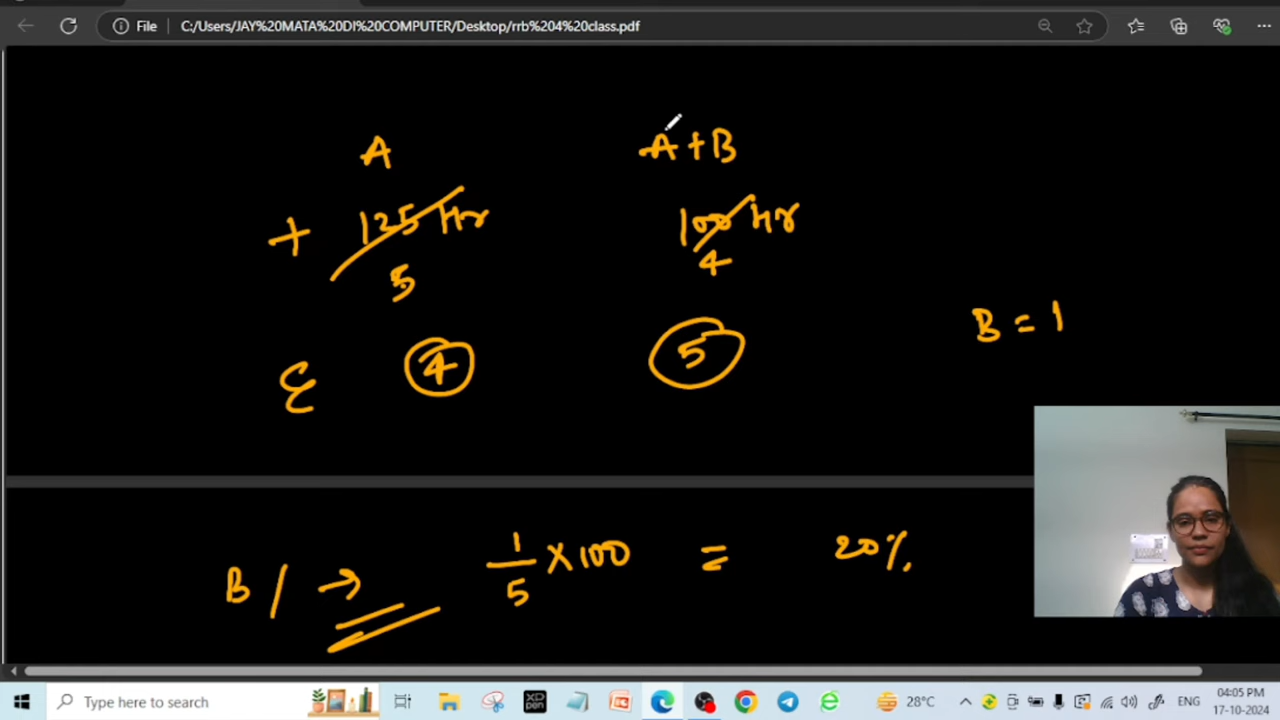 File C:/Users/JAY%20MATA%20DI%20COMPUTER/Desktop/rrb%204%20class.pdf
A A+B
+ 125 Hr 100 Hr
5 4
B = 1
ε 4 5
B / → 1/5 × 100 = 20%
Type here to search 28°C ENG 04:05 PM
17-10-2024